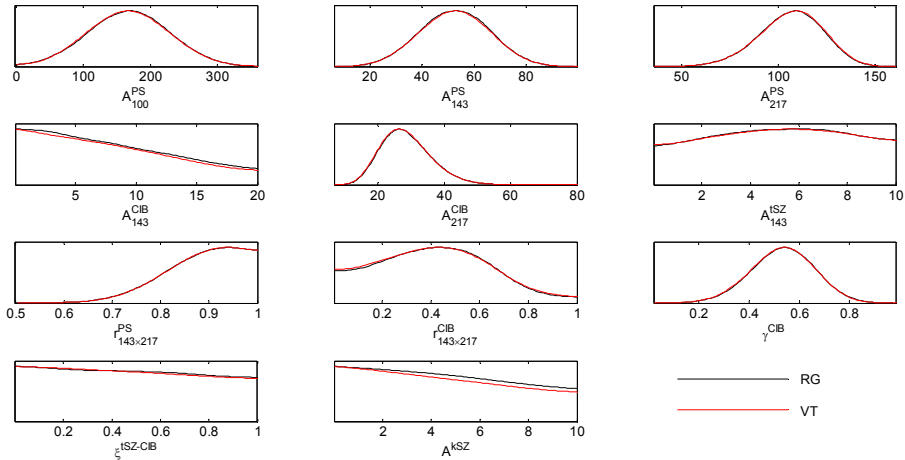 0 100 200 300
A^PS_100
20 40 60 80
A^PS_143
50 100 150
A^PS_217
5 10 15 20
A^CIB_143
20 40 60 80
A^CIB_217
2 4 6 8 10
A^tSZ_143
0.5 0.6 0.7 0.8 0.9 1
r^PS_143×217
0.2 0.4 0.6 0.8 1
r^CIB_143×217
0.2 0.4 0.6 0.8
γ^CIB
0.2 0.4 0.6 0.8 1
ξ^tSZ-CIB
0 2 4 6 8 10
A^kSZ
RG
VT